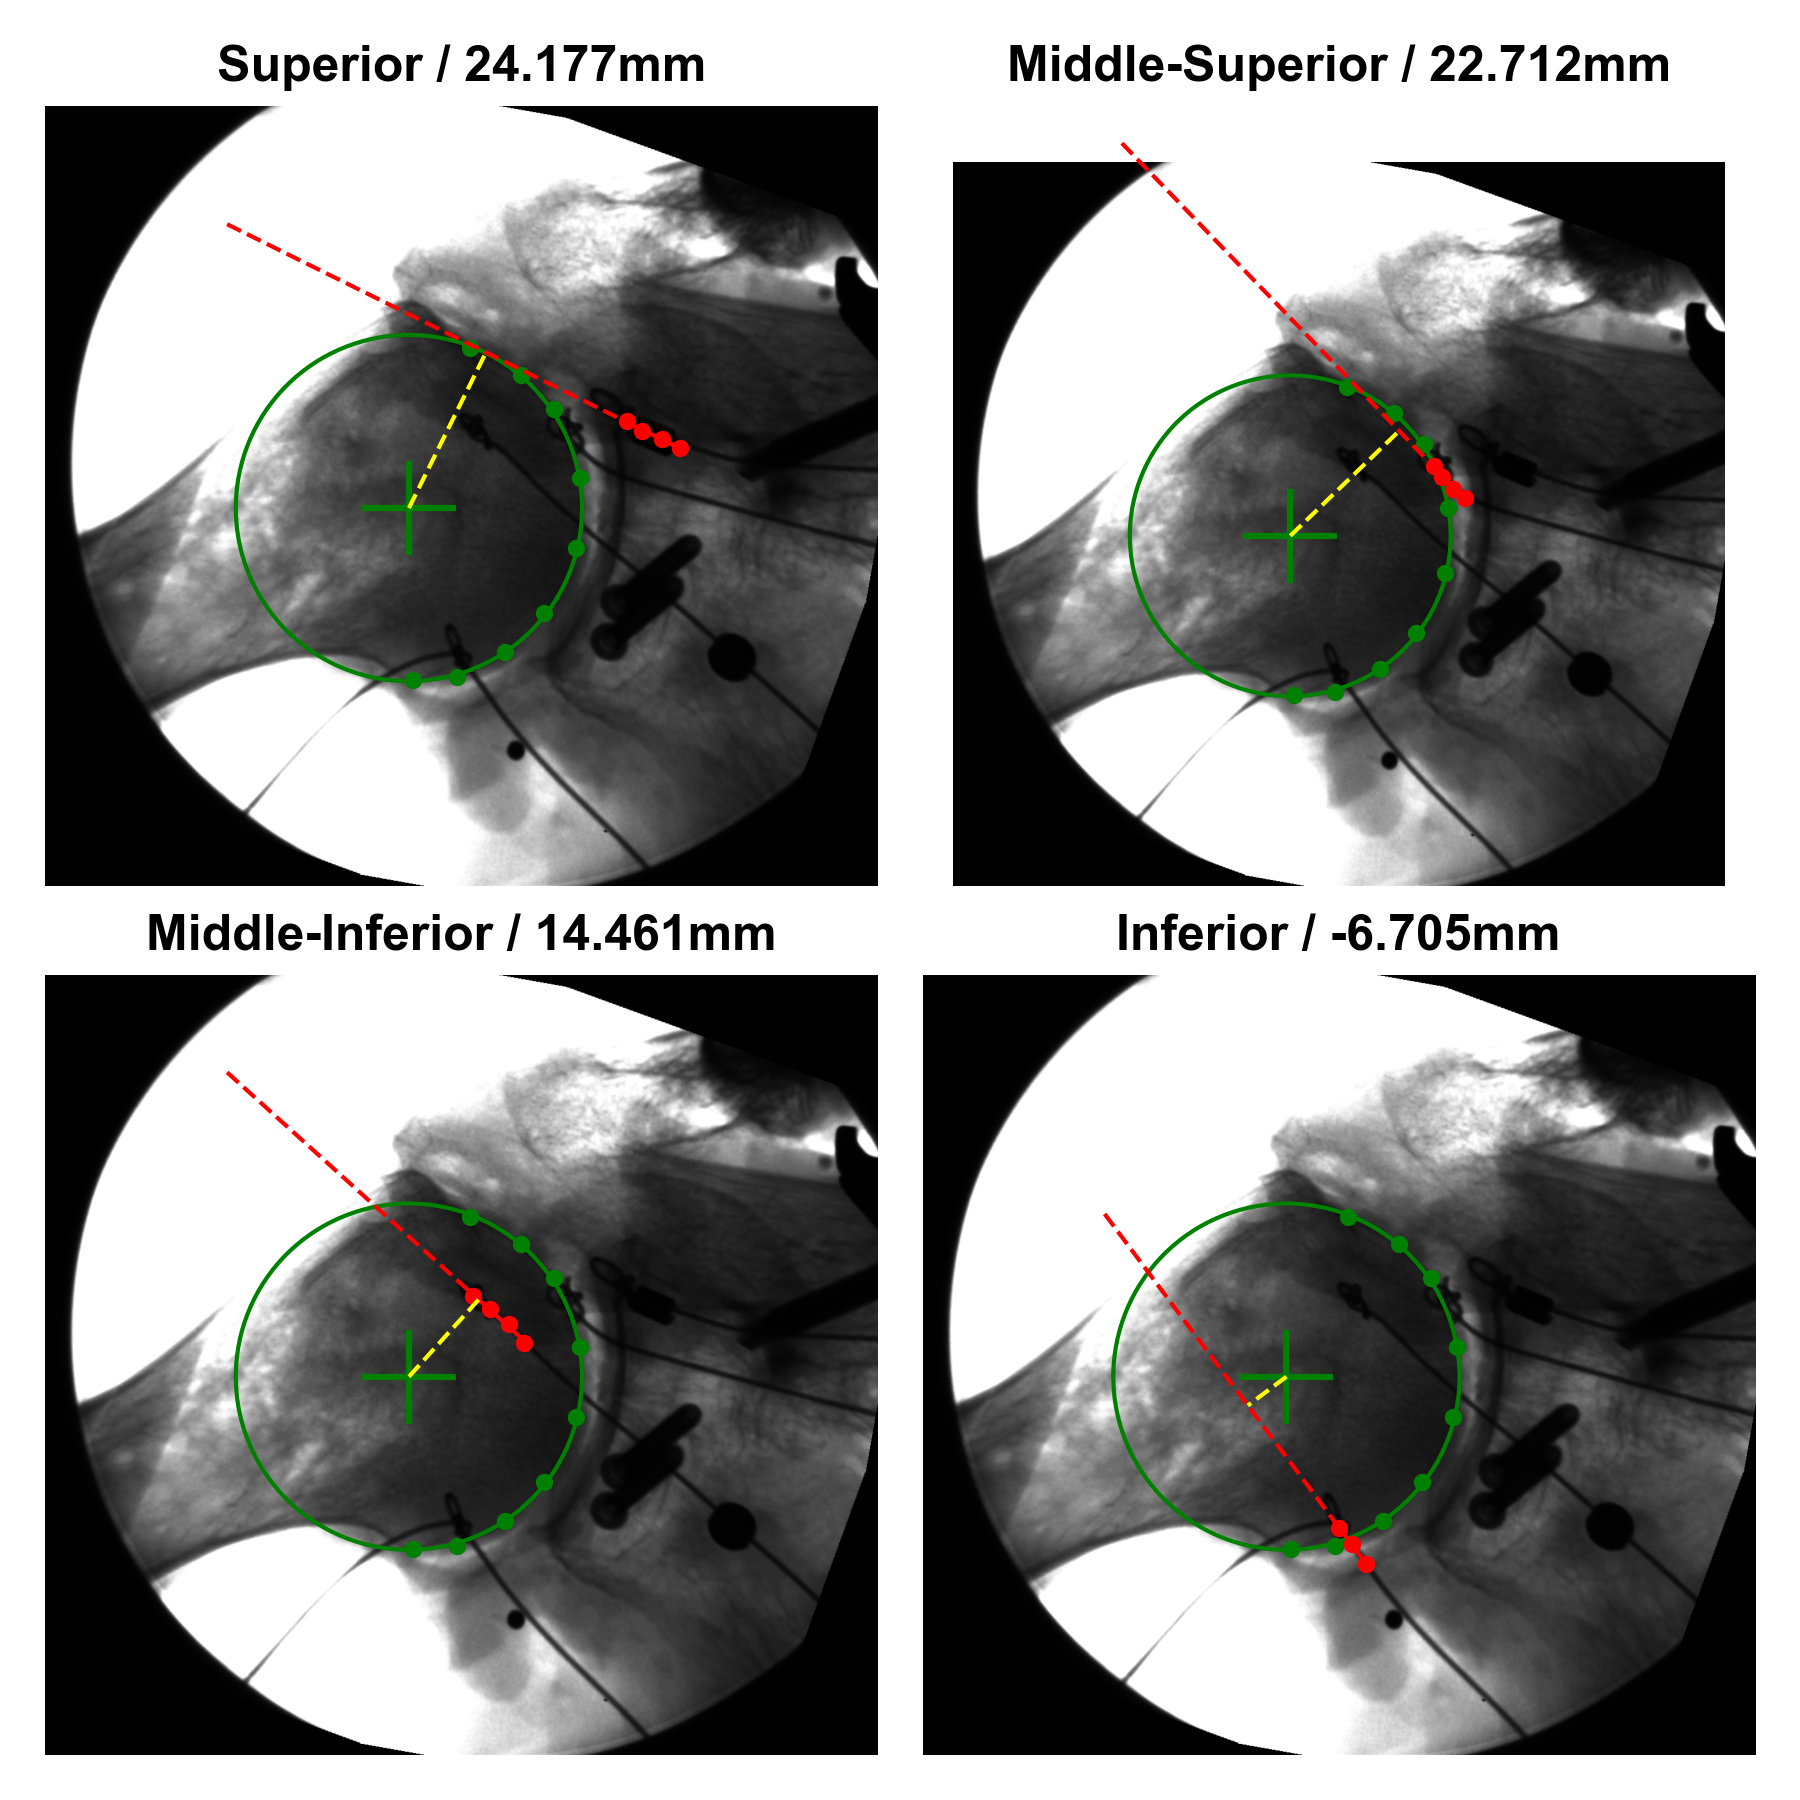 Superior / 24.177mm
Middle-Superior / 22.712mm
Middle-Inferior / 14.461mm
Inferior / -6.705mm